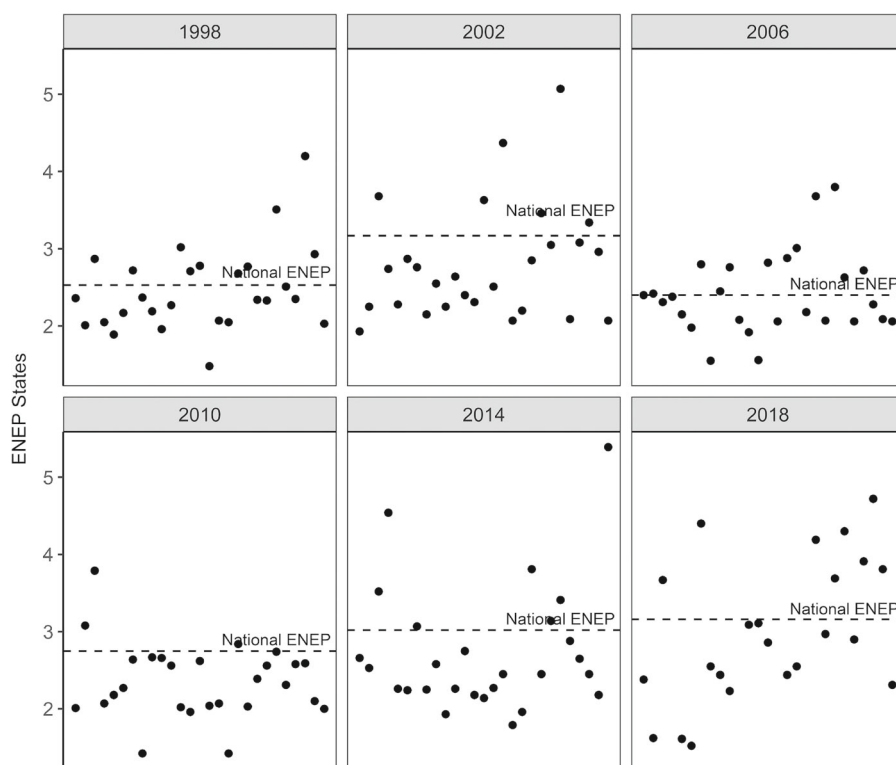 1998
2002
2006
5
4
3
2
National ENEP
National ENEP
National ENEP
ENEP States
2010
2014
2018
5
4
3
2
National ENEP
National ENEP
National ENEP